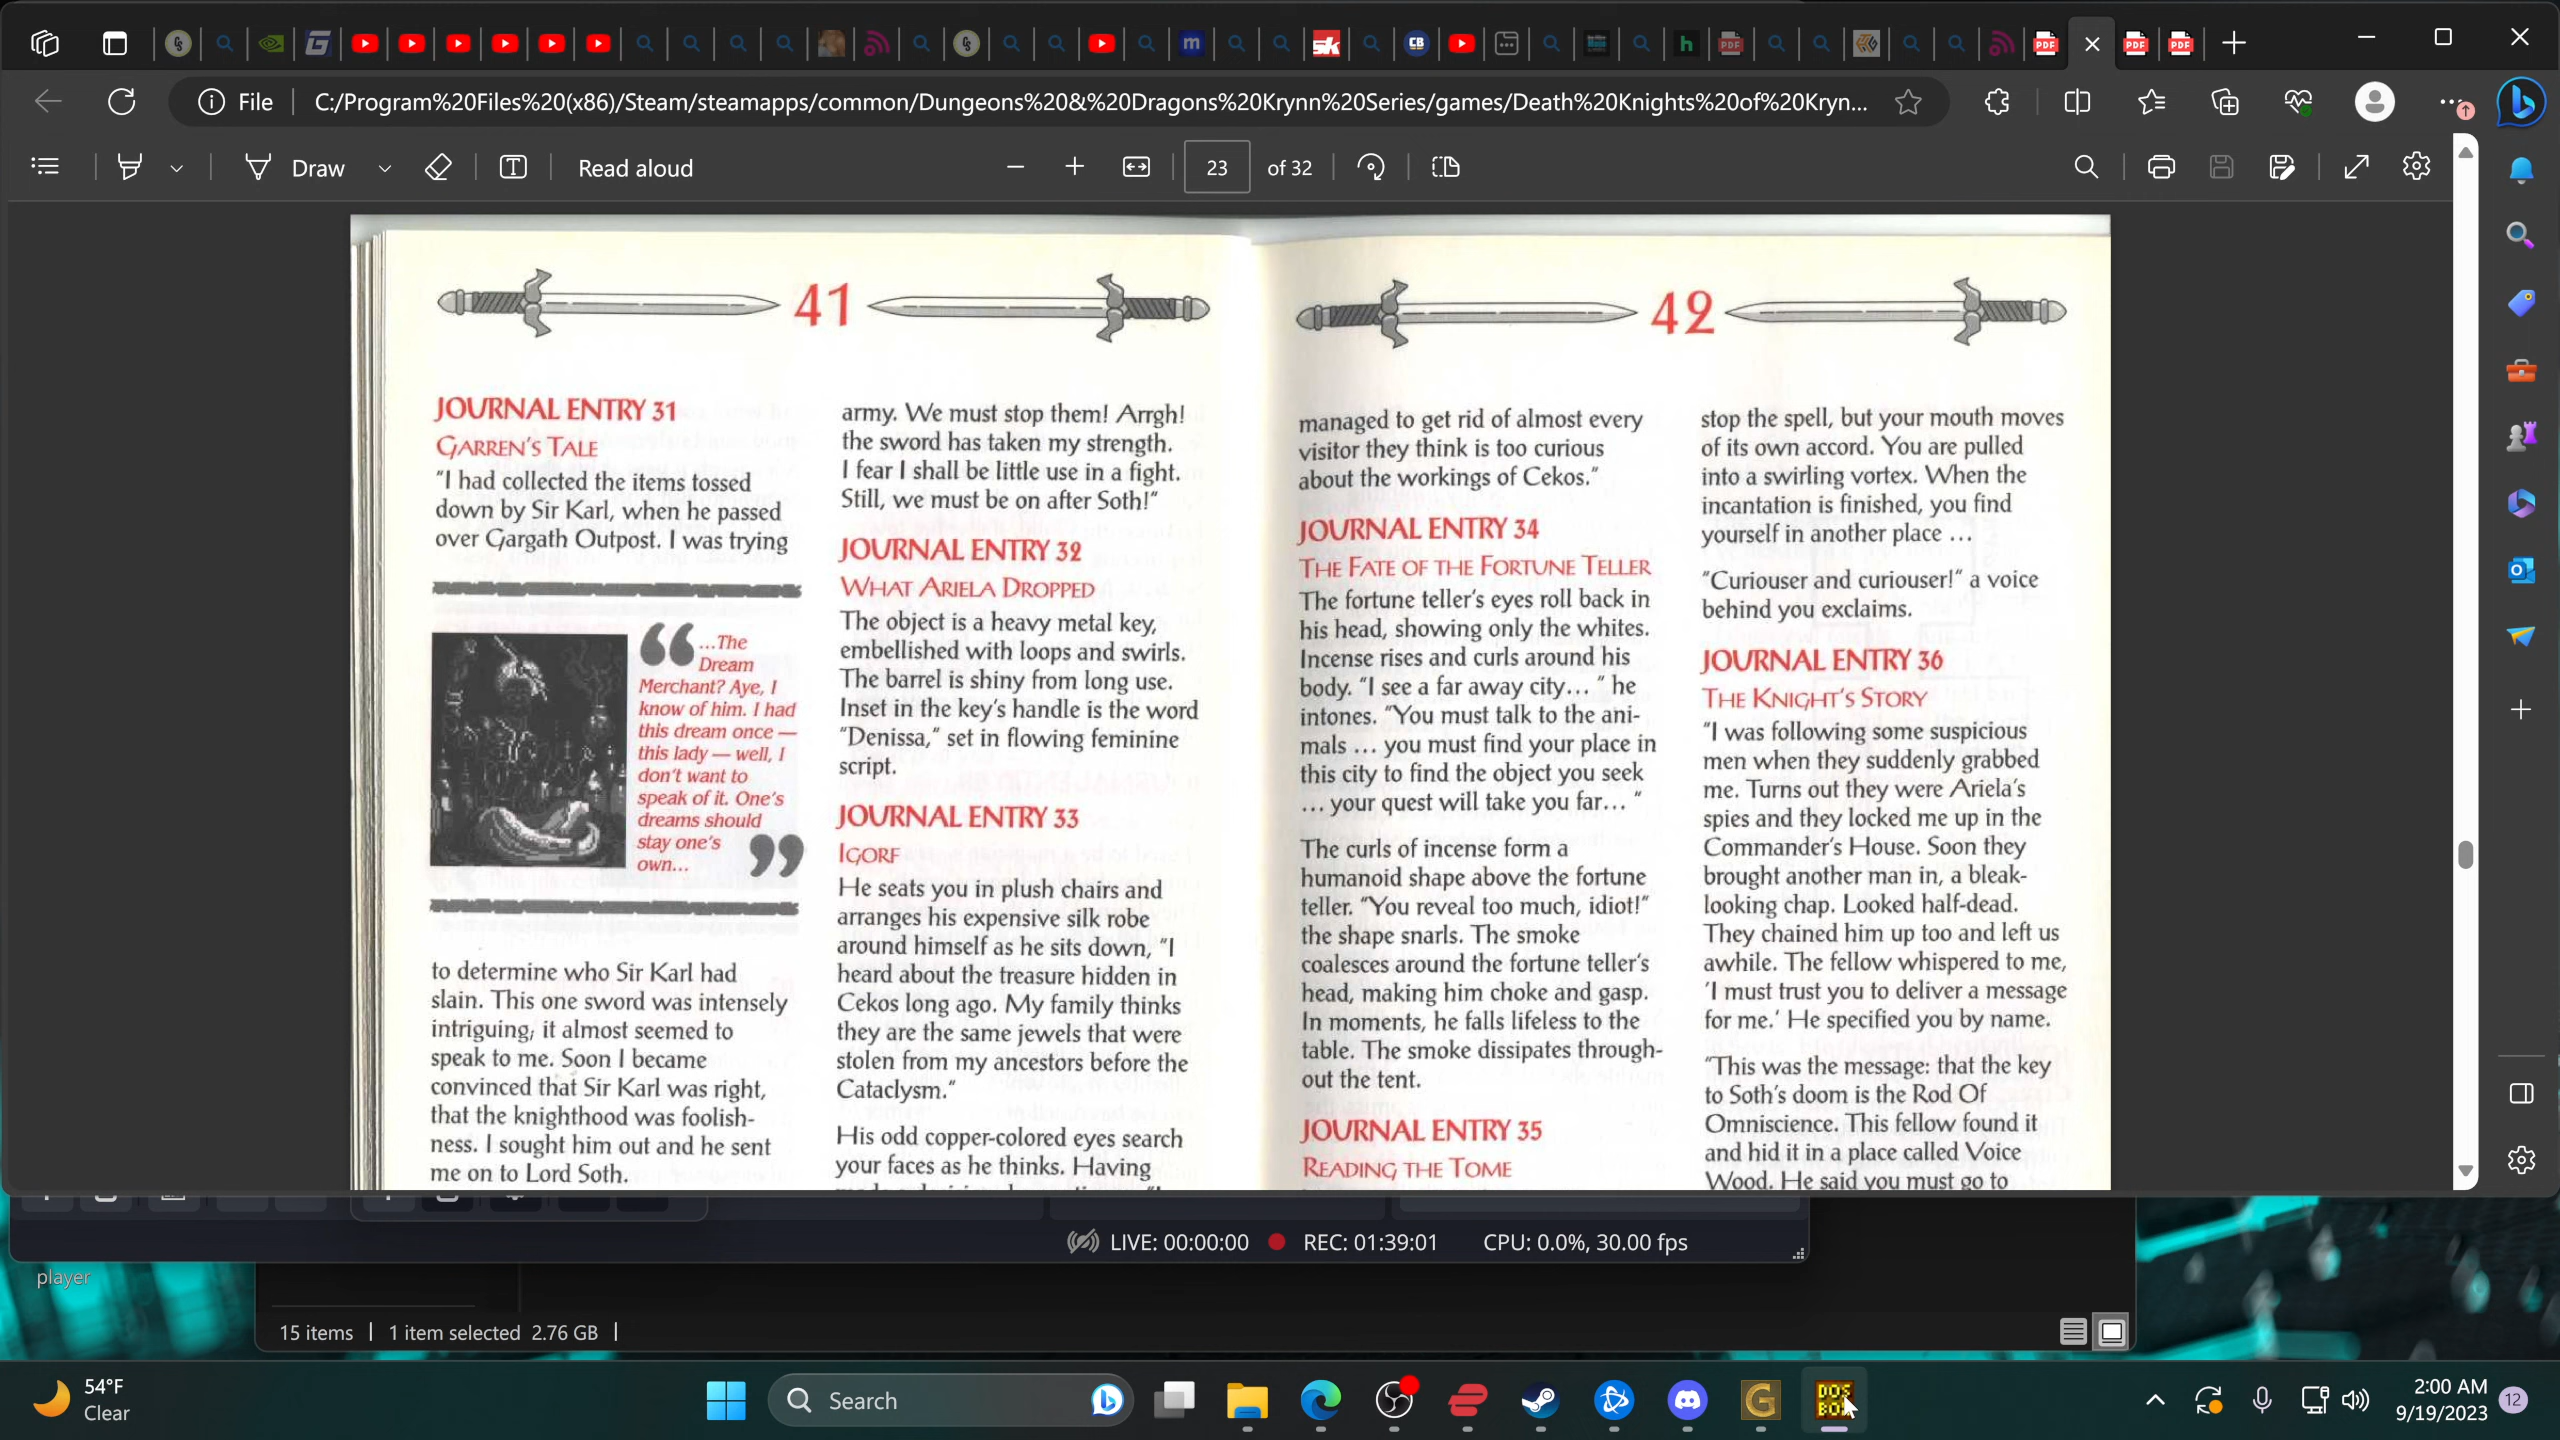 File
C:/Program%20Files%20(x86)/Steam/steamapps/common/Dungeons%20&%20Dragons%20Krynn%20Series/games/Death%20Knights%20of%20Kryn...
Draw
Read aloud
23
of 32
41
JOURNAL ENTRY 31
GARREN'S TALE
"I had collected the items tossed
down by Sir Karl, when he passed
over Gargath Outpost. I was trying
...The
Dream
Merchant? Aye, I
know of him. I had
this dream once —
this lady — well, I
don't want to
speak of it. One's
dreams should
stay one's
own...
to determine who Sir Karl had
slain. This one sword was intensely
intriguing; it almost seemed to
speak to me. Soon I became
convinced that Sir Karl was right,
that the knighthood was foolish-
ness. I sought him out and he sent
me on to Lord Soth.
army. We must stop them! Arrgh!
the sword has taken my strength.
I fear I shall be little use in a fight.
Still, we must be on after Soth!"
JOURNAL ENTRY 32
WHAT ARIELA DROPPED
The object is a heavy metal key,
embellished with loops and swirls.
The barrel is shiny from long use.
Inset in the key's handle is the word
"Denissa," set in flowing feminine
script.
JOURNAL ENTRY 33
IGORF
He seats you in plush chairs and
arranges his expensive silk robe
around himself as he sits down, "I
heard about the treasure hidden in
Cekos long ago. My family thinks
they are the same jewels that were
stolen from my ancestors before the
Cataclysm."
His odd copper-colored eyes search
your faces as he thinks. Having
42
managed to get rid of almost every
visitor they think is too curious
about the workings of Cekos."
JOURNAL ENTRY 34
THE FATE OF THE FORTUNE TELLER
The fortune teller's eyes roll back in
his head, showing only the whites.
Incense rises and curls around his
body. "I see a far away city... " he
intones. "You must talk to the ani-
mals ... you must find your place in
this city to find the object you seek
... your quest will take you far... "
The curls of incense form a
humanoid shape above the fortune
teller. "You reveal too much, idiot!"
the shape snarls. The smoke
coalesces around the fortune teller's
head, making him choke and gasp.
In moments, he falls lifeless to the
table. The smoke dissipates through-
out the tent.
JOURNAL ENTRY 35
READING THE TOME
stop the spell, but your mouth moves
of its own accord. You are pulled
into a swirling vortex. When the
incantation is finished, you find
yourself in another place ...
"Curiouser and curiouser!" a voice
behind you exclaims.
JOURNAL ENTRY 36
THE KNIGHT'S STORY
"I was following some suspicious
men when they suddenly grabbed
me. Turns out they were Ariela's
spies and they locked me up in the
Commander's House. Soon they
brought another man in, a bleak-
looking chap. Looked half-dead.
They chained him up too and left us
awhile. The fellow whispered to me,
'I must trust you to deliver a message
for me.' He specified you by name.
"This was the message: that the key
to Soth's doom is the Rod Of
Omniscience. This fellow found it
and hid it in a place called Voice
Wood. He said you must go to
LIVE: 00:00:00
REC: 01:39:01
CPU: 0.0%, 30.00 fps
player
15 items
1 item selected 2.76 GB
54°F
Clear
Search
DOS
BOX
2:00 AM
9/19/2023
12